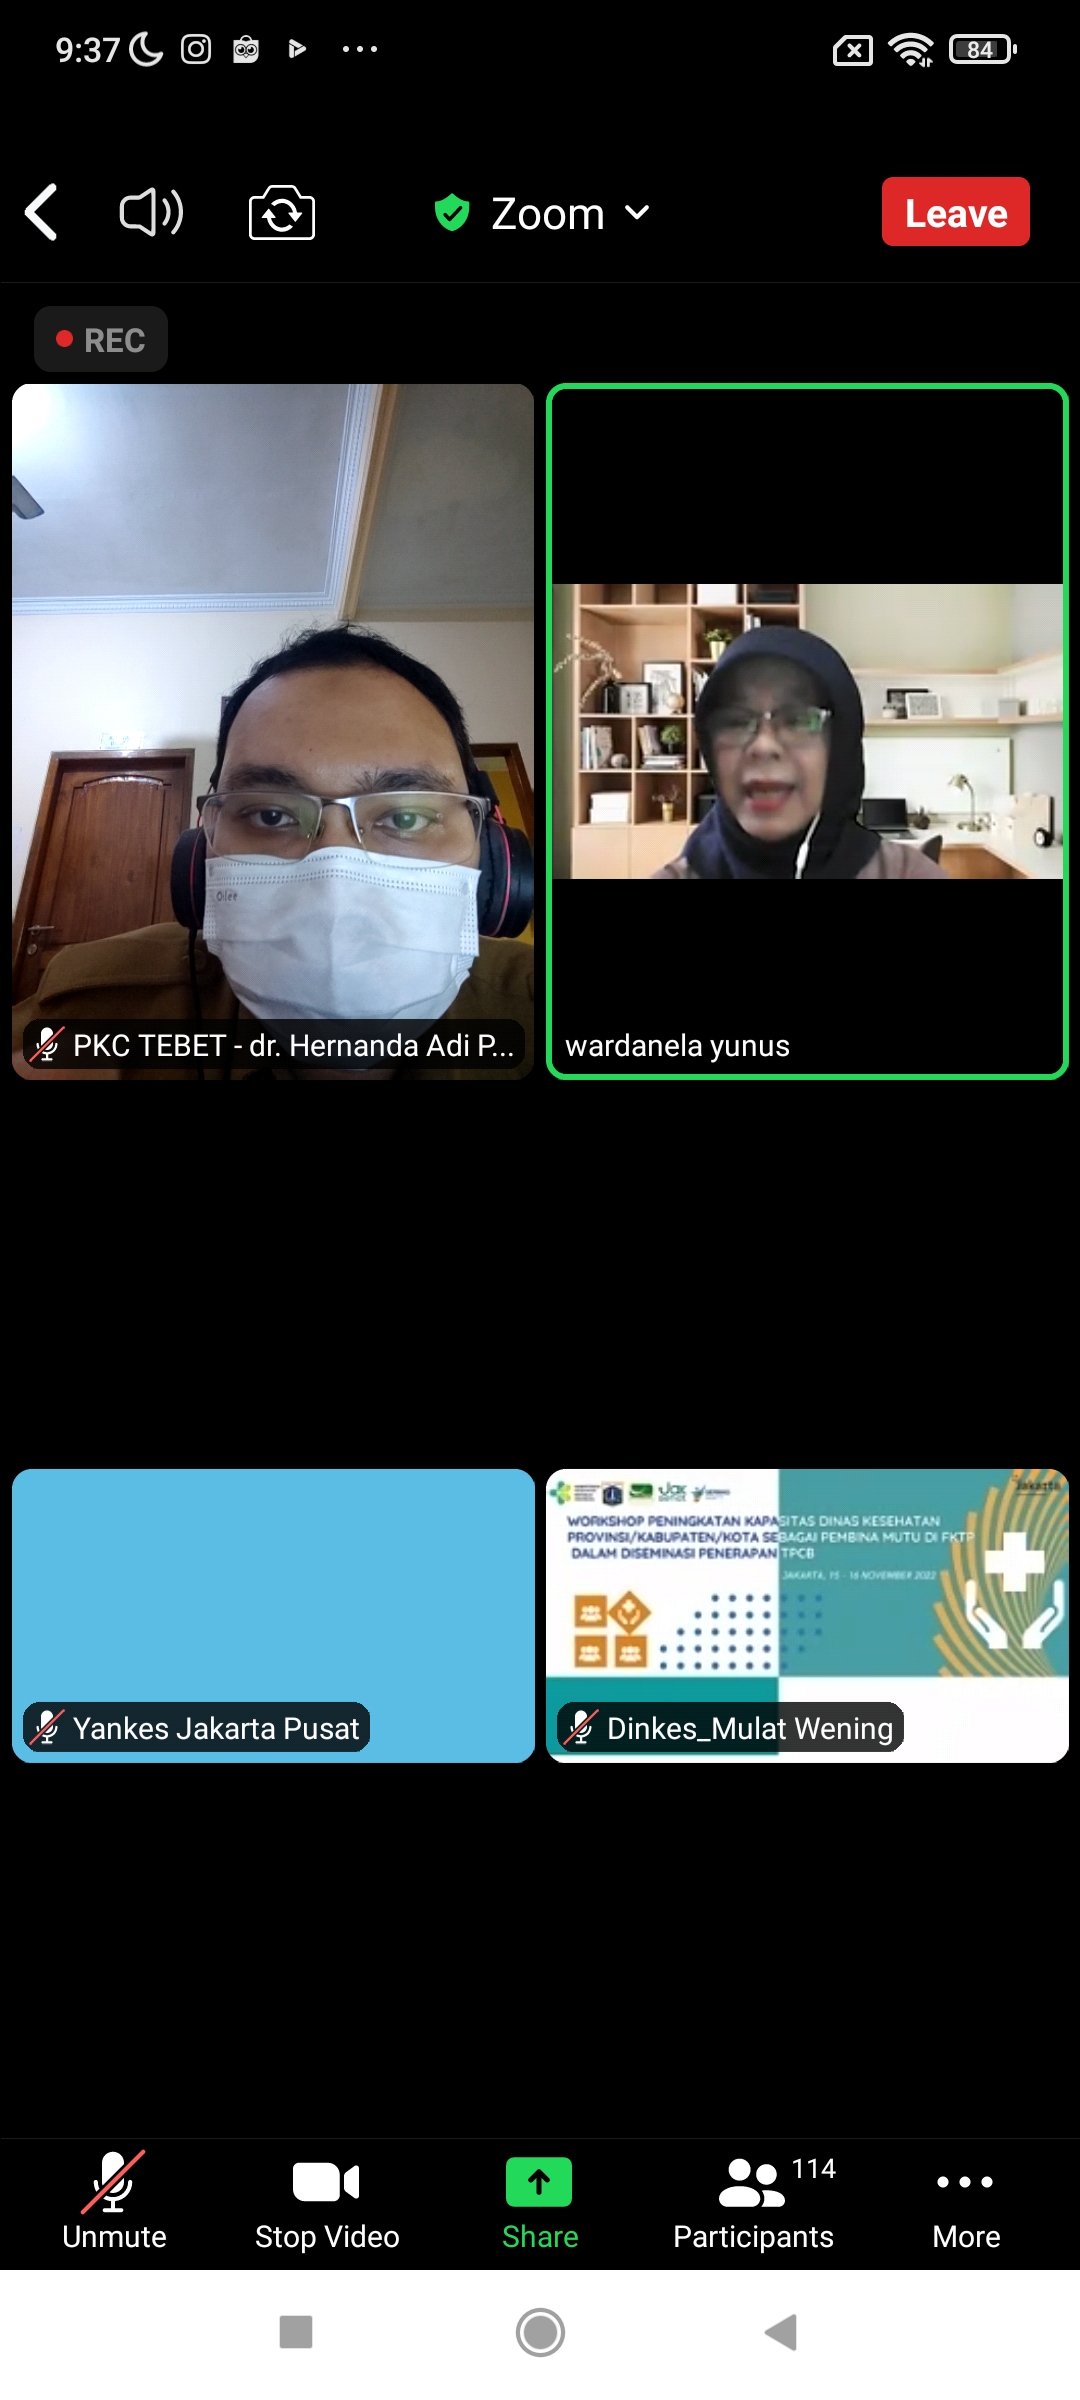 9:37
84
Zoom
Leave
REC
Oilee
PKC TEBET - dr. Hernanda Adi P...
wardanela yunus
Jakarta
WORKSHOP PENINGKATAN KAPASITAS DINAS KESEHATAN
PROVINSI/KABUPATEN/KOTA SEBAGAI PEMBINA MUTU DI FKTP
DALAM DISEMINASI PENERAPAN TPCB
JAKARTA, 15 - 16 NOVEMBER 2022
Yankes Jakarta Pusat
Dinkes_Mulat Wening
114
Unmute
Stop Video
Share
Participants
More